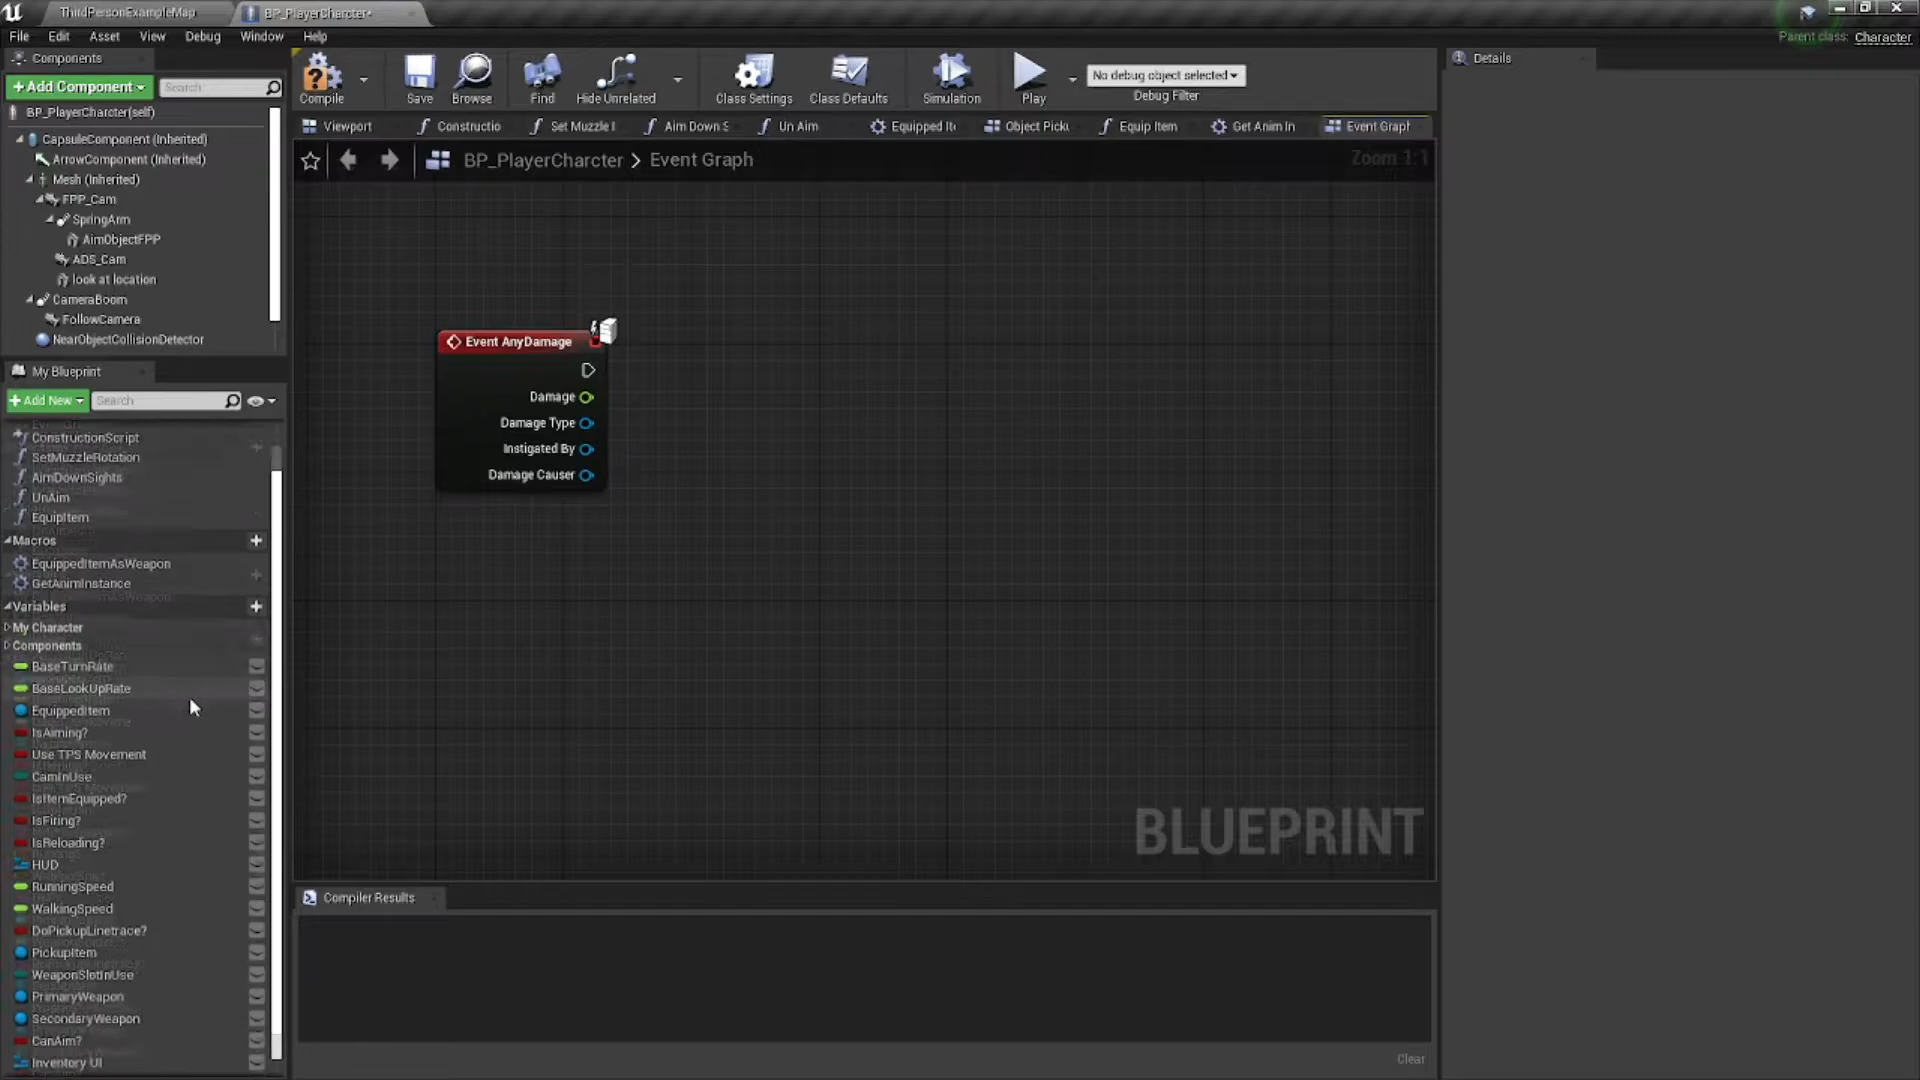 ThirdPersonExampleMap
BP_PlayerCharcter*
File Edit Asset View Debug Window Help
Parent class: Character
Components
+Add Component
Search
BP_PlayerCharcter(self)
CapsuleComponent (Inherited)
ArrowComponent (Inherited)
Mesh (Inherited)
FPP_Cam
SpringArm
AimObjectFPP
ADS_Cam
look at location
CameraBoom
FollowCamera
NearObjectCollisionDetector
Compile
Save
Browse
Find
Hide Unrelated
Class Settings
Class Defaults
Simulation
Play
No debug object selected
Debug Filter
Details
Viewport
Constructio
Set Muzzle I
Aim Down S
Un Aim
Equipped It
Object Picku
Equip Item
Get Anim In
Event Graph
BP_PlayerCharcter > Event Graph
Zoom 1:1
Event AnyDamage
Damage
Damage Type
Instigated By
Damage Causer
BLUEPRINT
My Blueprint
+Add New
Search
ConstructionScript
SetMuzzleRotation
AimDownSights
UnAim
EquipItem
Macros
EquippedItemAsWeapon
GetAnimInstance
Variables
My Character
Components
BaseTurnRate
BaseLookUpRate
EquippedItem
IsAiming?
Use TPS Movement
CamInUse
IsItemEquipped?
IsFiring?
IsReloading?
HUD
RunningSpeed
WalkingSpeed
DoPickupLinetrace?
PickupItem
WeaponSlotInUse
PrimaryWeapon
SecondaryWeapon
CanAim?
Inventory UI
Compiler Results
Clear